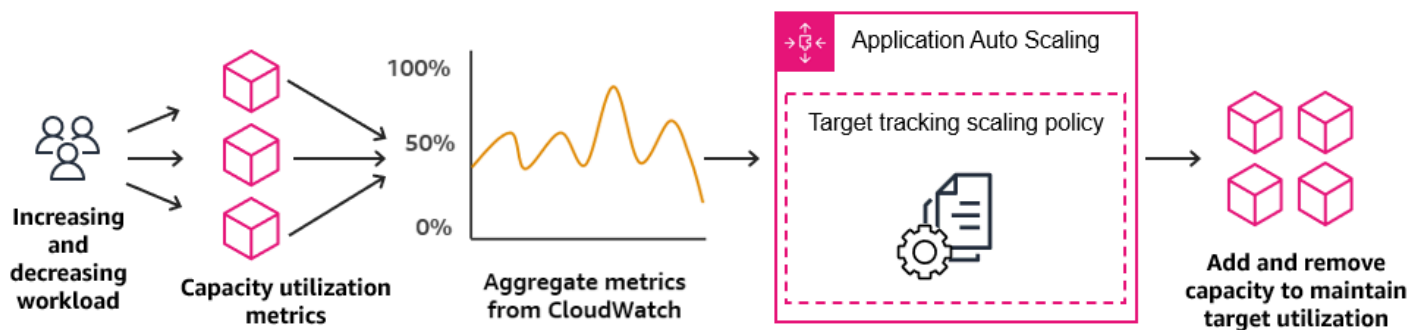 Increasing
and
decreasing
workload
Capacity utilization
metrics
100%
50%
0%
Aggregate metrics
from CloudWatch
Application Auto Scaling
Target tracking scaling policy
Add and remove
capacity to maintain
target utilization